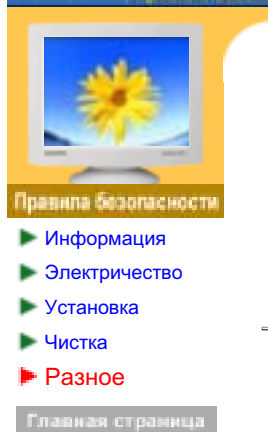 Правила безопасности
Информация
Электричество
Установка
Чистка
Разное
Главная страница